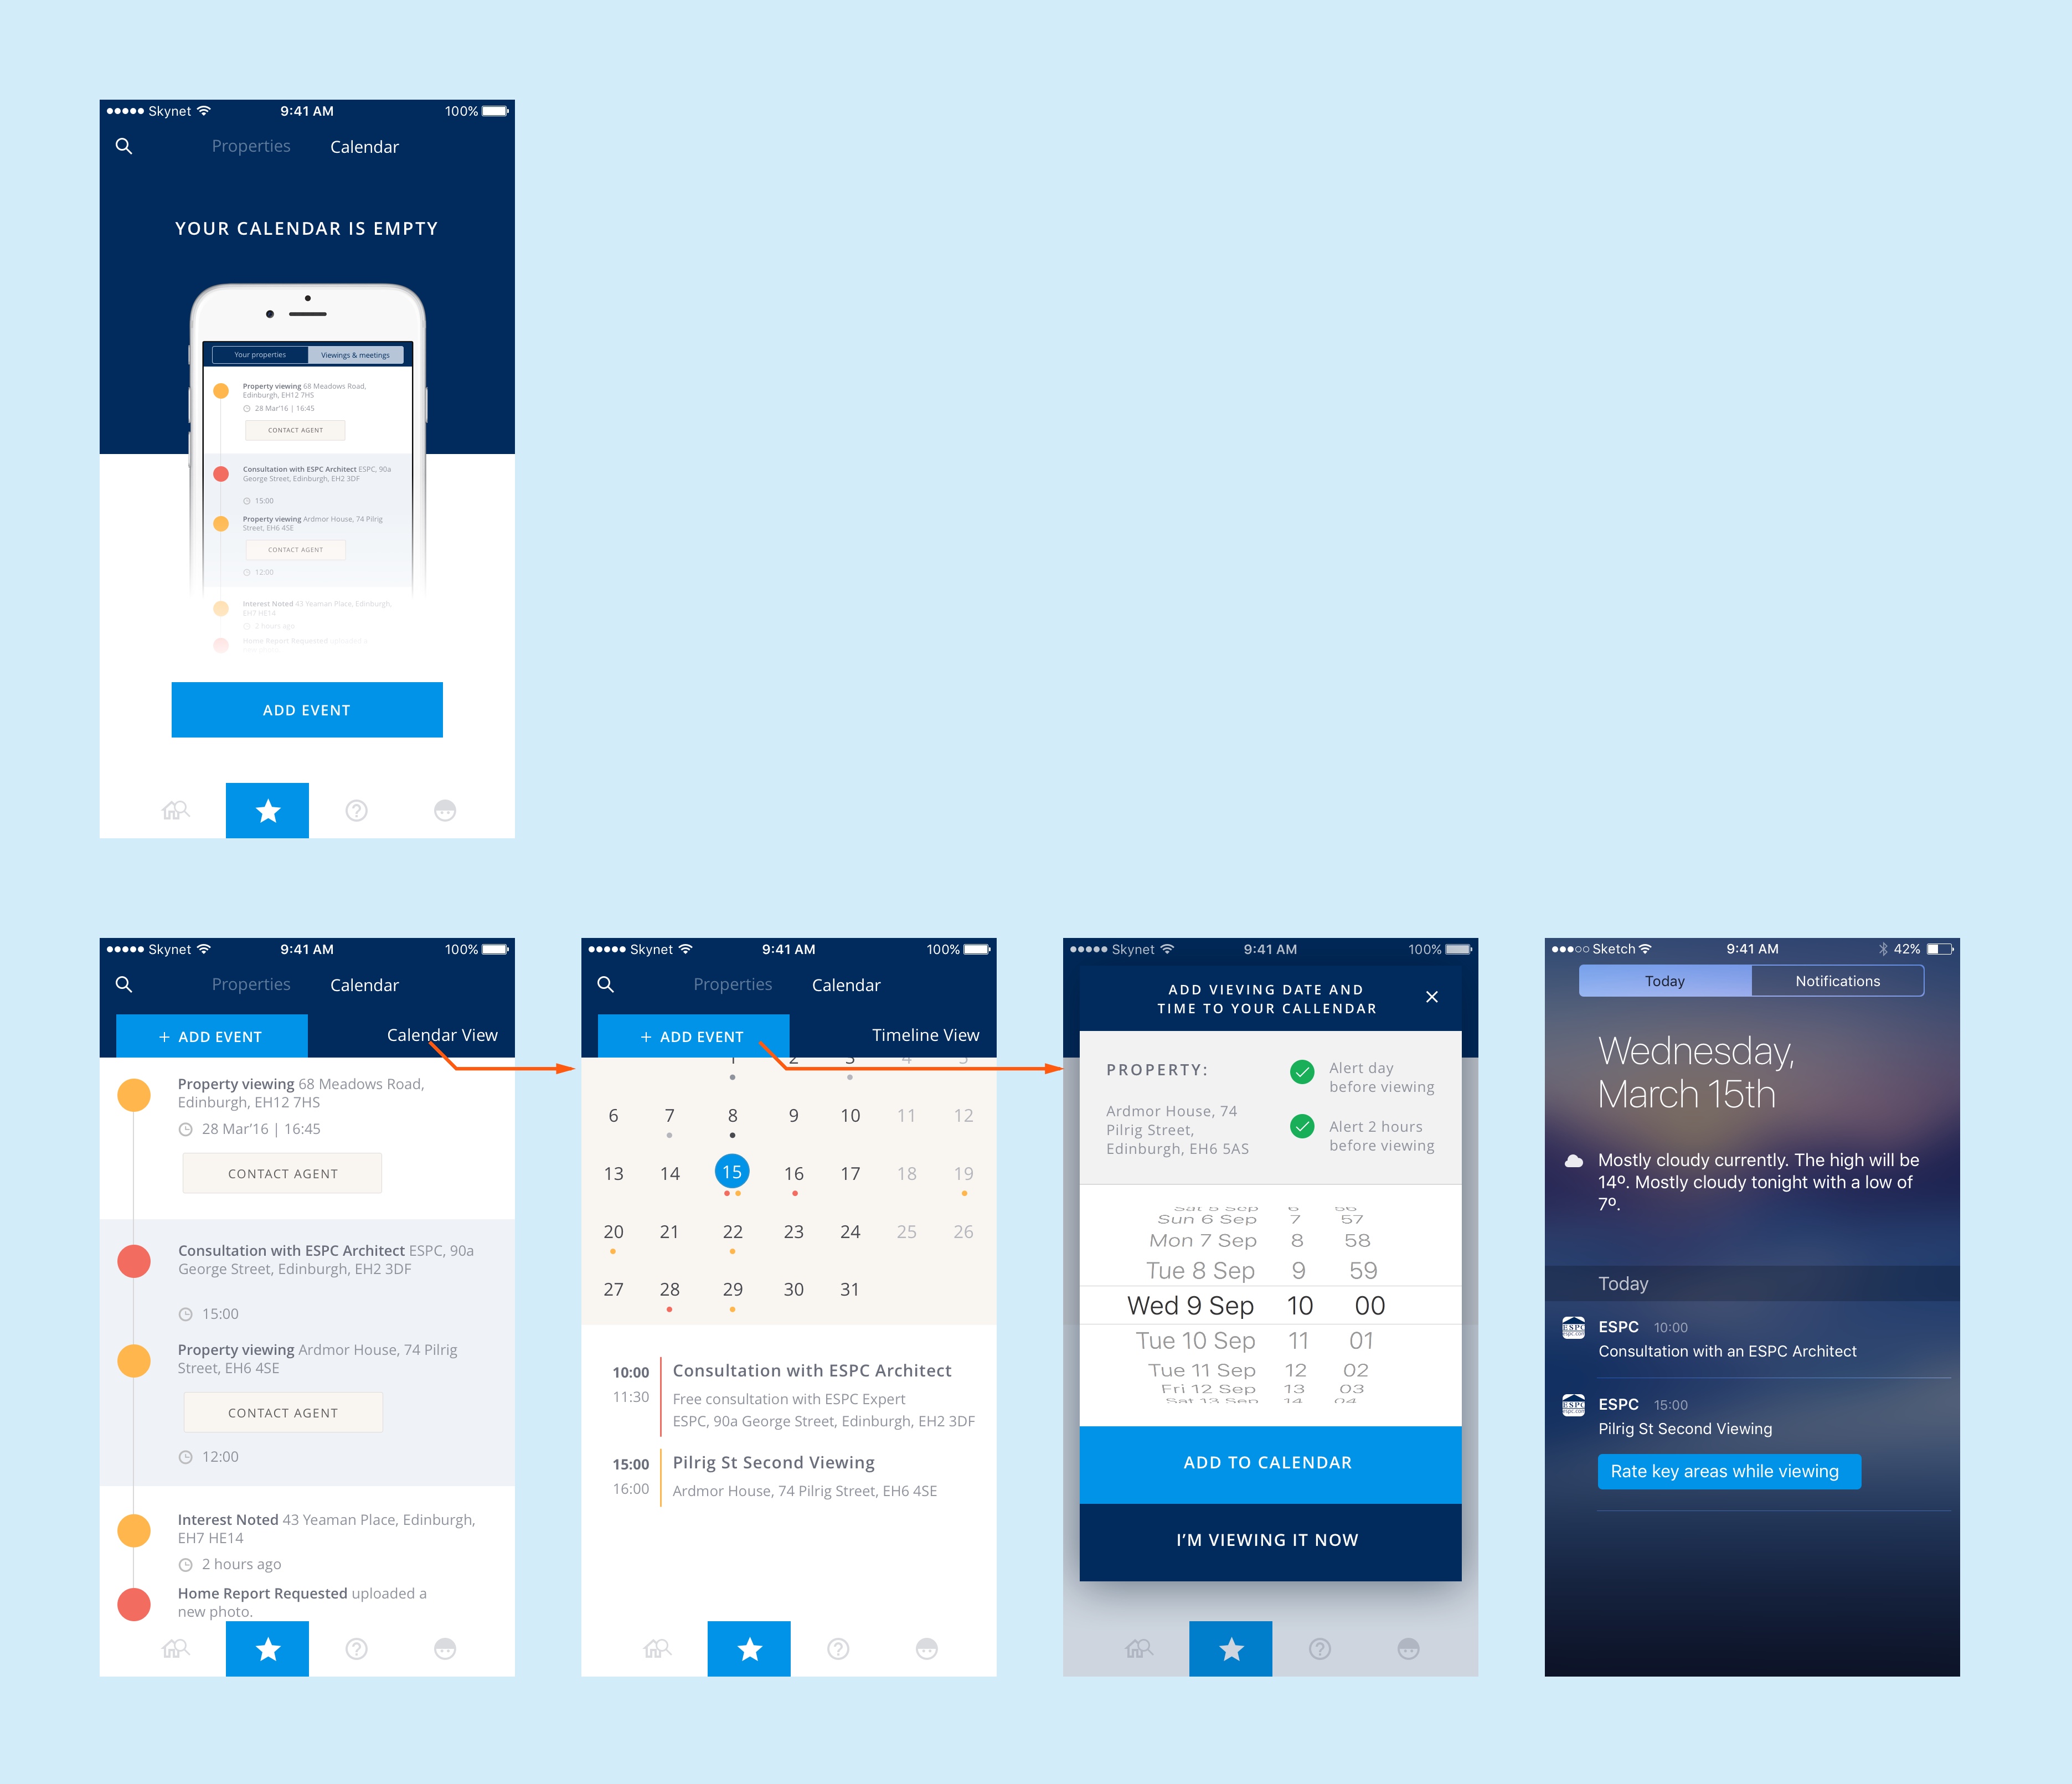 Skynet 9:41 AM 100%
Properties Calendar
YOUR CALENDAR IS EMPTY
Your properties Viewings & meetings
Property viewing 68 Meadows Road,
Edinburgh, EH12 7HS
28 Mar'16 | 16:45
CONTACT AGENT
Consultation with ESPC Architect ESPC, 90a
George Street, Edinburgh, EH2 3DF
15:00
Property viewing Ardmor House, 74 Pilrig
Street, EH6 4SE
CONTACT AGENT
12:00
Interest Noted 43 Yeaman Place, Edinburgh,
EH7 HE14
2 hours ago
Home Report Requested uploaded a
ADD EVENT
Skynet 9:41 AM 100%
Properties Calendar
+ ADD EVENT Calendar View
Property viewing 68 Meadows Road,
Edinburgh, EH12 7HS
28 Mar'16 | 16:45
CONTACT AGENT
Consultation with ESPC Architect ESPC, 90a
George Street, Edinburgh, EH2 3DF
15:00
Property viewing Ardmor House, 74 Pilrig
Street, EH6 4SE
CONTACT AGENT
12:00
Interest Noted 43 Yeaman Place, Edinburgh,
EH7 HE14
2 hours ago
Home Report Requested uploaded a
new photo.
Skynet 9:41 AM 100%
Properties Calendar
+ ADD EVENT Timeline View
1 2 3 4 5
6 7 8 9 10 11 12
13 14 15 16 17 18 19
20 21 22 23 24 25 26
27 28 29 30 31
10:00 Consultation with ESPC Architect
11:30 Free consultation with ESPC Expert
ESPC, 90a George Street, Edinburgh, EH2 3DF
15:00 Pilrig St Second Viewing
16:00 Ardmor House, 74 Pilrig Street, EH6 4SE
Skynet 9:41 AM 100%
ADD VIEVING DATE AND
TIME TO YOUR CALLENDAR
PROPERTY:
Ardmor House, 74
Pilrig Street,
Edinburgh, EH6 5AS
Alert day
before viewing
Alert 2 hours
before viewing
Sat 5 Sep 6 56
Sun 6 Sep 7 57
Mon 7 Sep 8 58
Tue 8 Sep 9 59
Wed 9 Sep 10 00
Tue 10 Sep 11 01
Tue 11 Sep 12 02
Fri 12 Sep 13 03
Sat 13 Sep 14 04
ADD TO CALENDAR
I'M VIEWING IT NOW
Sketch 9:41 AM 42%
Today Notifications
Wednesday,
March 15th
Mostly cloudy currently. The high will be
14º. Mostly cloudy tonight with a low of
7º.
Today
ESPC 10:00
Consultation with an ESPC Architect
ESPC 15:00
Pilrig St Second Viewing
Rate key areas while viewing